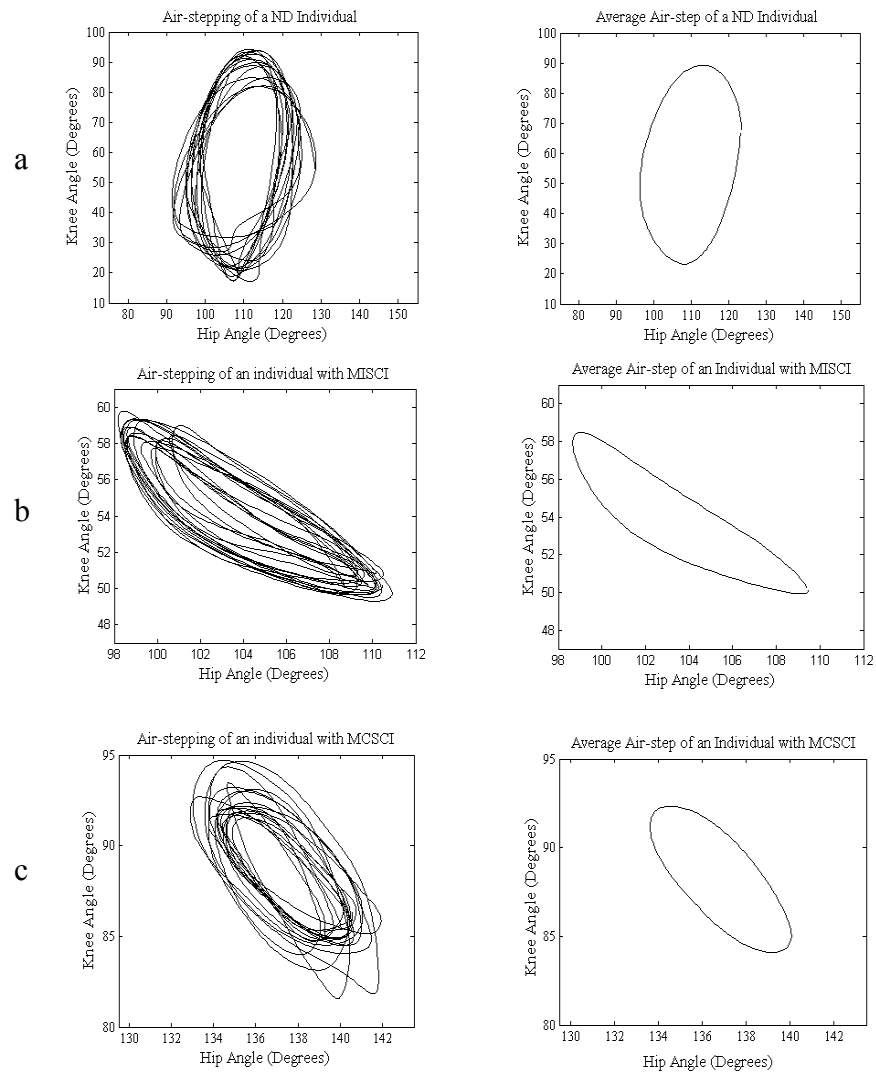 Air-stepping of a ND Individual
Average Air-step of a ND Individual
a
Knee Angle (Degrees)
100
90
80
70
60
50
40
30
20
10
80 90 100 110 120 130 140 150
Hip Angle (Degrees)
Knee Angle (Degrees)
100
90
80
70
60
50
40
30
20
10
80 90 100 110 120 130 140 150
Hip Angle (Degrees)
Air-stepping of an individual with MISCI
Average Air-step of an Individual with MISCI
b
Knee Angle (Degrees)
60
58
56
54
52
50
48
98 100 102 104 106 108 110 112
Hip Angle (Degrees)
Knee Angle (Degrees)
60
58
56
54
52
50
48
98 100 102 104 106 108 110 112
Hip Angle (Degrees)
Air-stepping of an individual with MCSCI
Average Air-step of an Individual with MCSCI
c
Knee Angle (Degrees)
95
90
85
80
130 132 134 136 138 140 142
Hip Angle (Degrees)
Knee Angle (Degrees)
95
90
85
80
130 132 134 136 138 140 142
Hip Angle (Degrees)